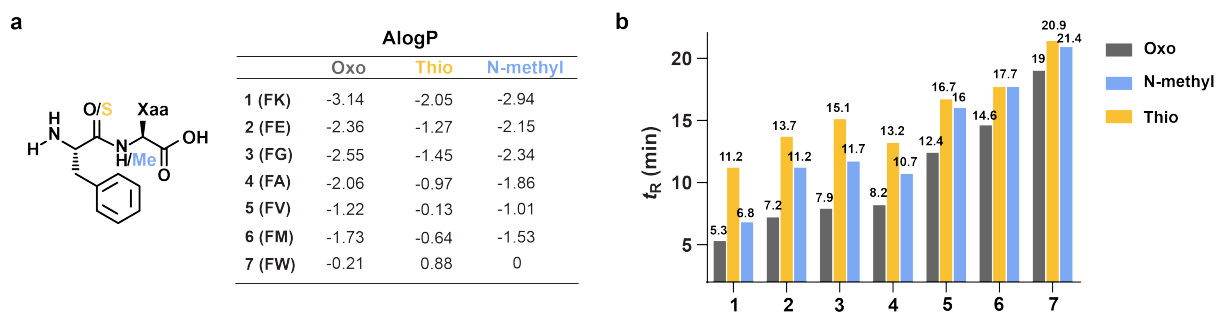 a
AlogP
Oxo Thio N-methyl
1 (FK) -3.14 -2.05 -2.94
2 (FE) -2.36 -1.27 -2.15
3 (FG) -2.55 -1.45 -2.34
4 (FA) -2.06 -0.97 -1.86
5 (FV) -1.22 -0.13 -1.01
6 (FM) -1.73 -0.64 -1.53
7 (FW) -0.21 0.88 0
O/S Xaa
H
N OH
H N
H/Me O
b
20.9
21.4
19
17.7
16.7
16
14.6
15.1
13.7
13.2
12.4
11.2
11.2
11.7
10.7
7.2
7.9
8.2
6.8
5.3
20
15
10
5
tR (min)
1 2 3 4 5 6 7
Oxo
N-methyl
Thio